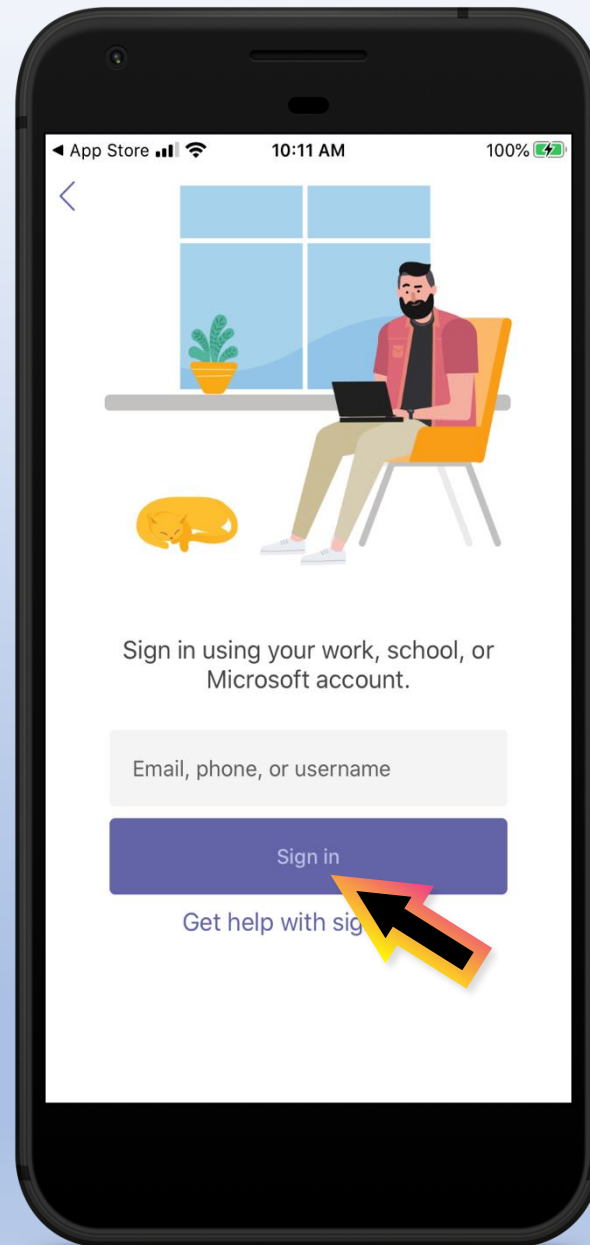 ◄ App Store 10:11 AM 100%
Sign in using your work, school, or
Microsoft account.
Email, phone, or username
Sign in
Get help with